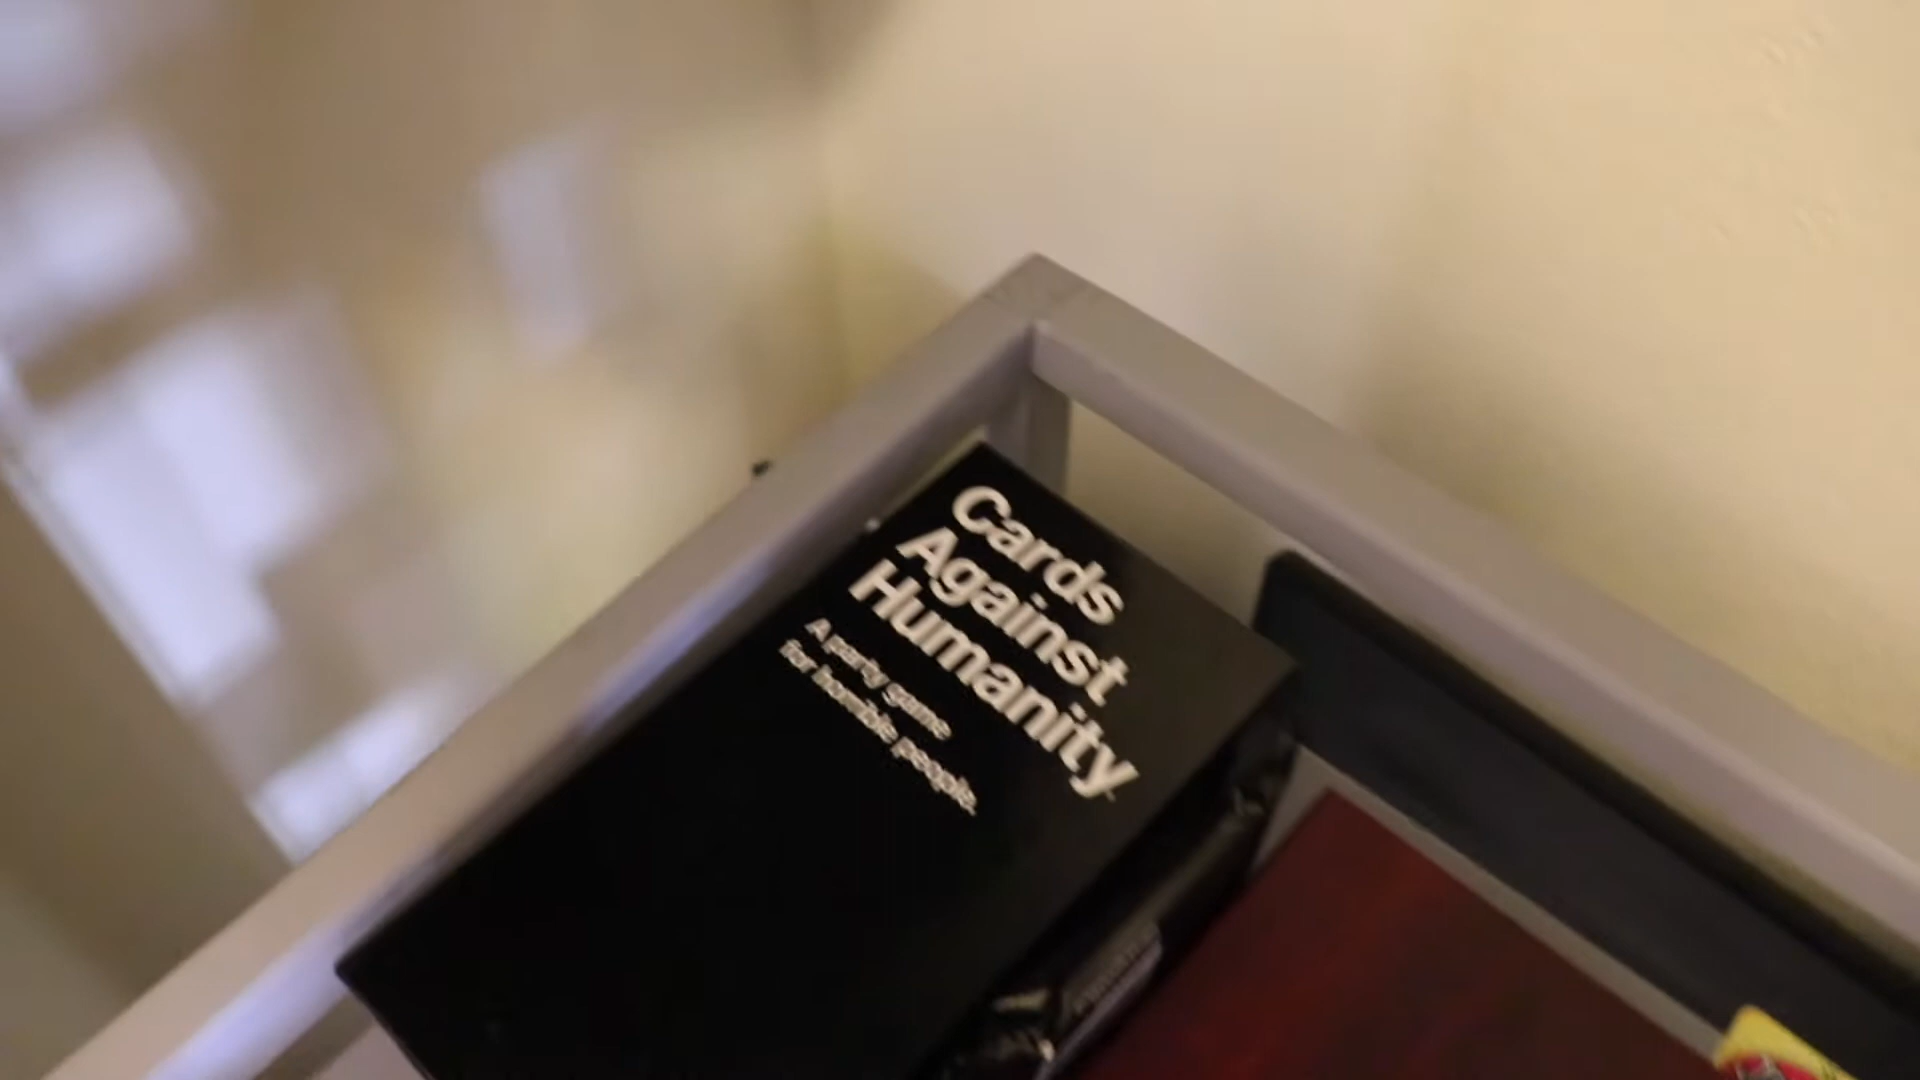 Cards
Against
Humanity
A party game
for horrible people.